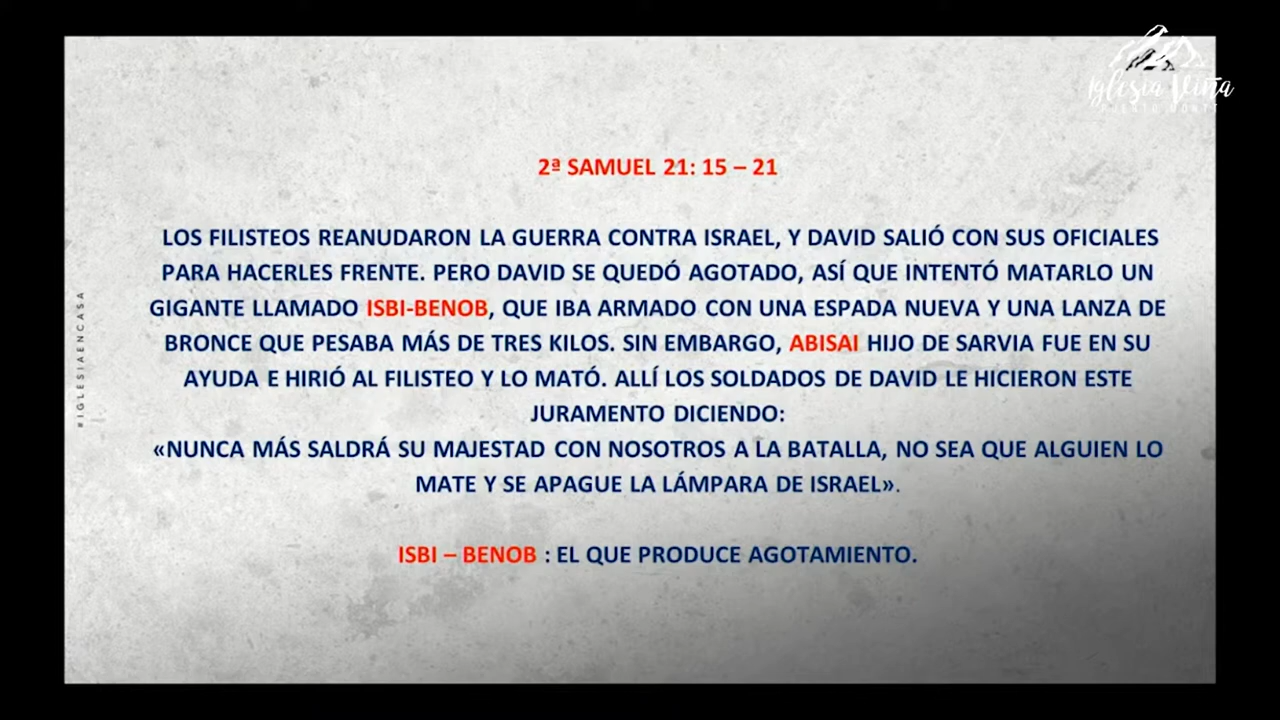 Iglesia Viña
PUERTO MONTT
2ª SAMUEL 21: 15 – 21
LOS FILISTEOS REANUDARON LA GUERRA CONTRA ISRAEL, Y DAVID SALIÓ CON SUS OFICIALES
PARA HACERLES FRENTE. PERO DAVID SE QUEDÓ AGOTADO, ASÍ QUE INTENTÓ MATARLO UN
GIGANTE LLAMADO ISBI-BENOB, QUE IBA ARMADO CON UNA ESPADA NUEVA Y UNA LANZA DE
BRONCE QUE PESABA MÁS DE TRES KILOS. SIN EMBARGO, ABISAI HIJO DE SARVIA FUE EN SU
AYUDA E HIRIÓ AL FILISTEO Y LO MATÓ. ALLÍ LOS SOLDADOS DE DAVID LE HICIERON ESTE
JURAMENTO DICIENDO:
«NUNCA MÁS SALDRÁ SU MAJESTAD CON NOSOTROS A LA BATALLA, NO SEA QUE ALGUIEN LO
MATE Y SE APAGUE LA LÁMPARA DE ISRAEL».
ISBI – BENOB : EL QUE PRODUCE AGOTAMIENTO.
#IGLESIAENCASA